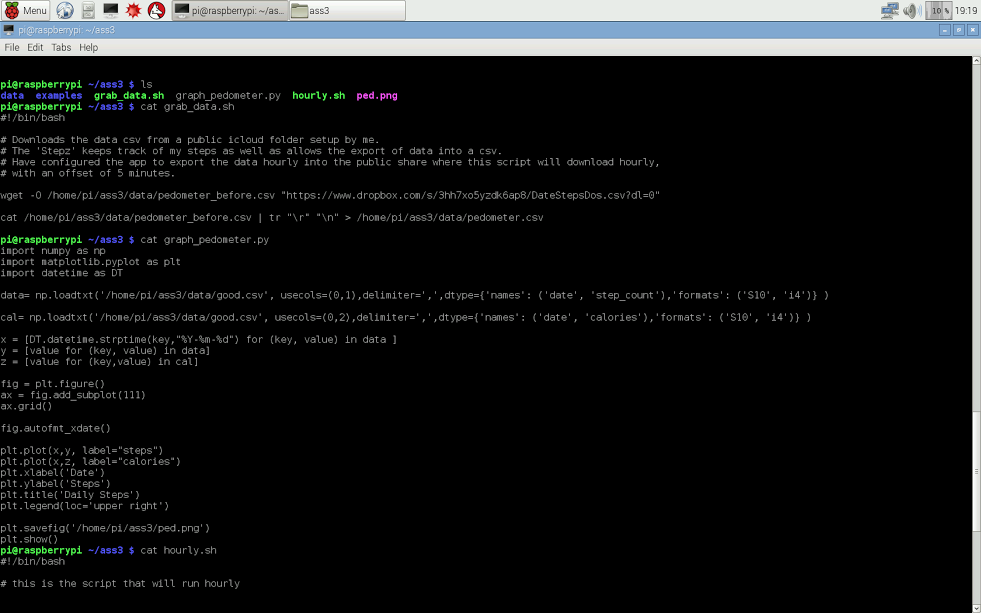 Menu
pi@raspberrypi: ~/as...
ass3
10 %
19:19
pi@raspberrypi: ~/ass3
File Edit Tabs Help
pi@raspberrypi ~/ass3 $ ls
data examples grab_data.sh graph_pedometer.py hourly.sh ped.png
pi@raspberrypi ~/ass3 $ cat grab_data.sh
#!/bin/bash
# Downloads the data csv from a public icloud folder setup by me.
# The 'Stepz' keeps track of my steps as well as allows the export of data into a csv.
# Have configured the app to export the data hourly into the public share where this script will download hourly,
# with an offset of 5 minutes.
wget -O /home/pi/ass3/data/pedometer_before.csv "https://www.dropbox.com/s/3hh7xo5yzdk6ap8/DateStepsDos.csv?dl=0"
cat /home/pi/ass3/data/pedometer_before.csv | tr "\r" "\n" > /home/pi/ass3/data/pedometer.csv
pi@raspberrypi ~/ass3 $ cat graph_pedometer.py
import numpy as np
import matplotlib.pyplot as plt
import datetime as DT
data= np.loadtxt('/home/pi/ass3/data/good.csv', usecols=(0,1),delimiter=',',dtype={'names': ('date', 'step_count'),'formats': ('S10', 'i4')} )
cal= np.loadtxt('/home/pi/ass3/data/good.csv', usecols=(0,2),delimiter=',',dtype={'names': ('date', 'calories'),'formats': ('S10', 'i4')} )
x = [DT.datetime.strptime(key,"%Y-%m-%d") for (key, value) in data ]
y = [value for (key, value) in data]
z = [value for (key,value) in cal]
fig = plt.figure()
ax = fig.add_subplot(111)
ax.grid()
fig.autofmt_xdate()
plt.plot(x,y, label="steps")
plt.plot(x,z, label="calories")
plt.xlabel('Date')
plt.ylabel('Steps')
plt.title('Daily Steps')
plt.legend(loc='upper right')
plt.savefig('/home/pi/ass3/ped.png')
plt.show()
pi@raspberrypi ~/ass3 $ cat hourly.sh
#!/bin/bash
# this is the script that will run hourly